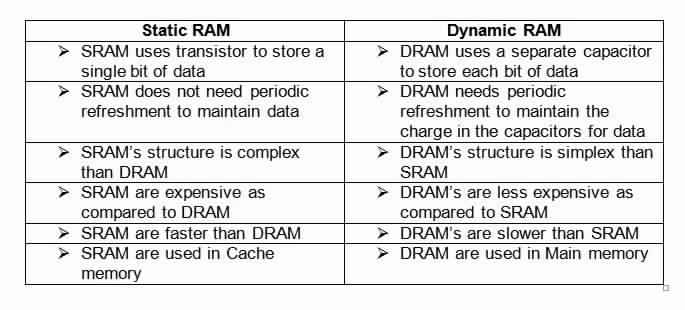 Static RAM
Dynamic RAM
➢ SRAM uses transistor to store a
single bit of data
➢ DRAM uses a separate capacitor
to store each bit of data
➢ SRAM does not need periodic
refreshment to maintain data
➢ DRAM needs periodic
refreshment to maintain the
charge in the capacitors for data
➢ SRAM's structure is complex
than DRAM
➢ DRAM's structure is simplex than
SRAM
➢ SRAM are expensive as
compared to DRAM
➢ DRAM's are less expensive as
compared to SRAM
➢ SRAM are faster than DRAM
➢ DRAM's are slower than SRAM
➢ SRAM are used in Cache
memory
➢ DRAM are used in Main memory